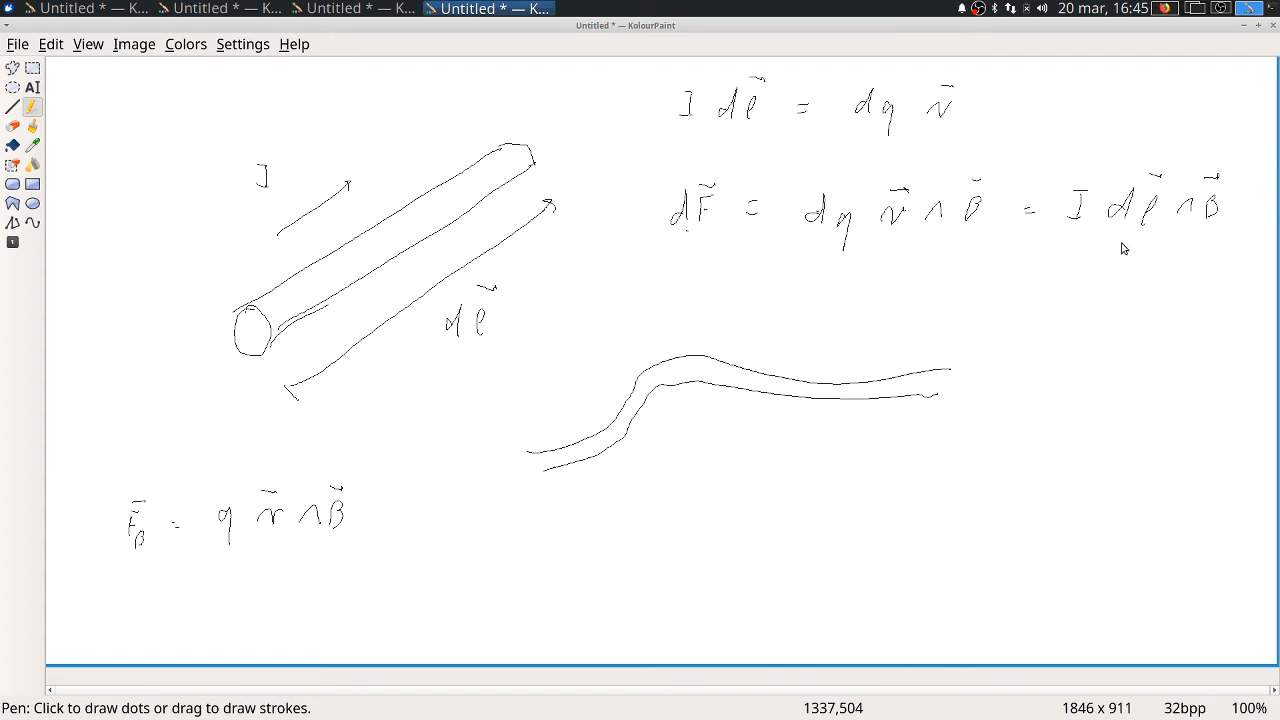 Untitled * — K... Untitled * — K... Untitled * — K... Untitled * — K... 20 mar, 16:45
Untitled * — KolourPaint
File Edit View Image Colors Settings Help
I dℓ⃗ = dq v⃗
I
dF⃗ = dq v⃗ ∧ B⃗ = I dℓ⃗ ∧ B⃗
dℓ⃗
F⃗_B = q v⃗ ∧ B⃗
Pen: Click to draw dots or drag to draw strokes. 1337,504 1846 x 911 32bpp 100%